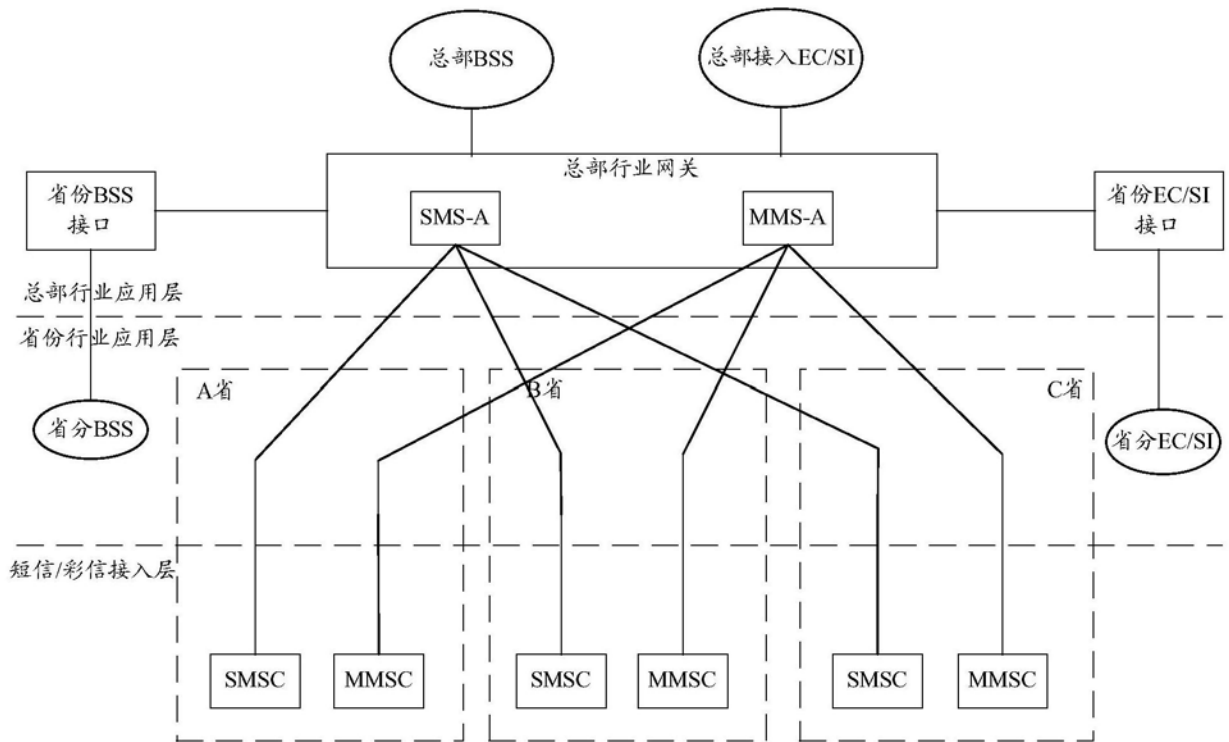 总部BSS
总部接入EC/SI
总部行业网关
省份BSS
接口
SMS-A
MMS-A
省份EC/SI
接口
总部行业应用层
省份行业应用层
A省
B省
C省
省分BSS
省分EC/SI
短信/彩信接入层
SMSC
MMSC
SMSC
MMSC
SMSC
MMSC